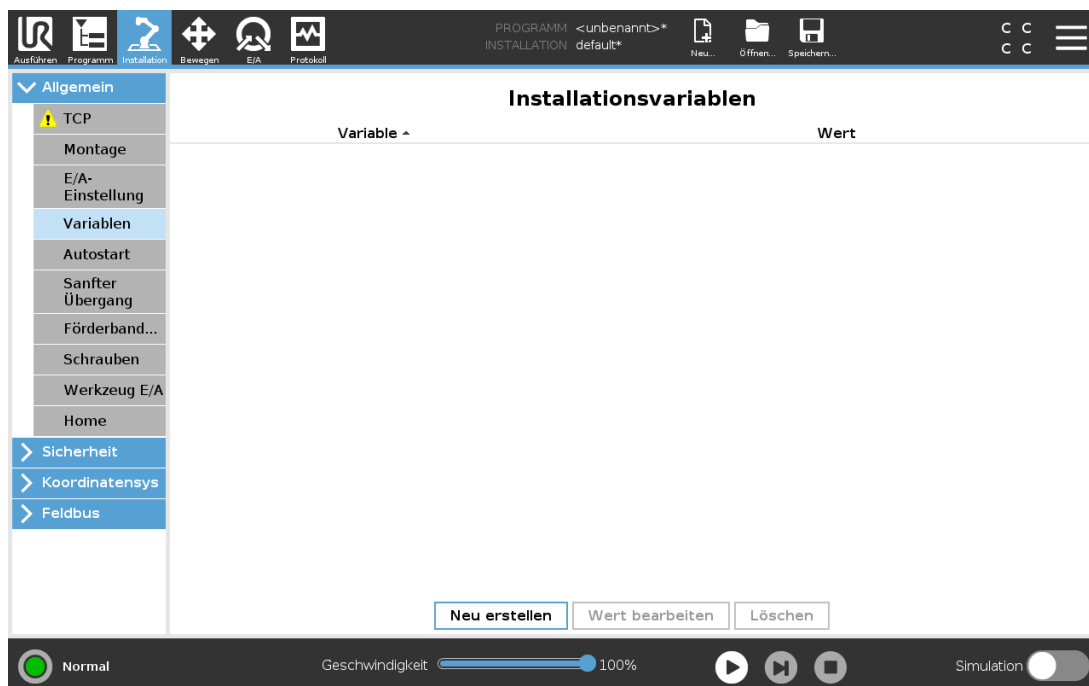 PROGRAMM <unbenannt>*
INSTALLATION default*
Ausführen Programm Installation Bewegen E/A Protokoll
Neu... Öffnen... Speichern...
C C
C C
Allgemein
TCP
Montage
E/A-
Einstellung
Variablen
Autostart
Sanfter
Übergang
Förderband...
Schrauben
Werkzeug E/A
Home
Sicherheit
Koordinatensys
Feldbus
Installationsvariablen
Variable Wert
Neu erstellen Wert bearbeiten Löschen
Normal Geschwindigkeit 100% Simulation